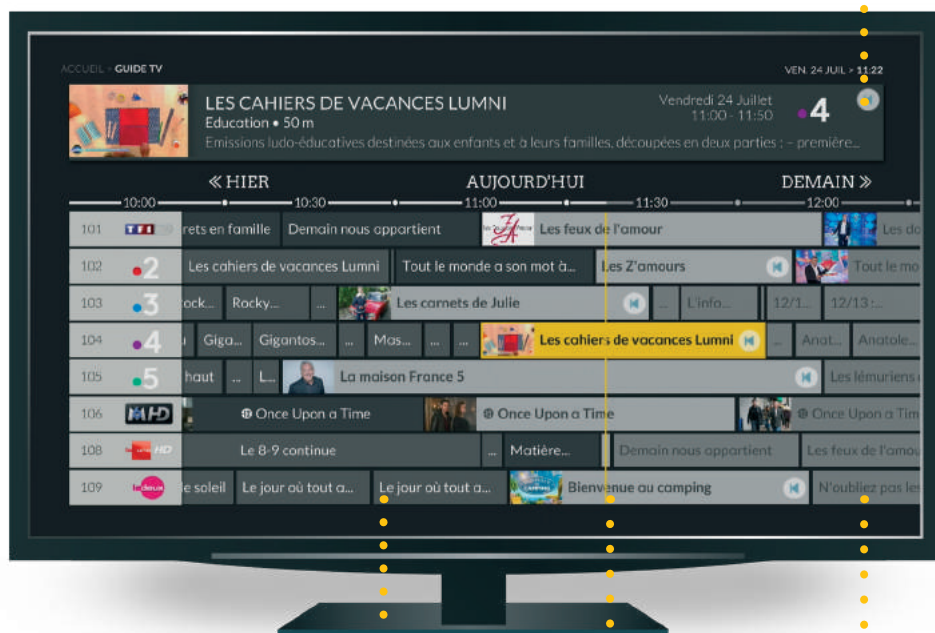 ACCUEIL > GUIDE TV
VEN. 24 JUIL > 11:22
LES CAHIERS DE VACANCES LUMNI
Education • 50 m
Vendredi 24 Juillet
11:00 - 11:50
4
Emissions ludo-éducatives destinées aux enfants et à leurs familles, découpées en deux parties : – première...
« HIER AUJOURD'HUI DEMAIN »
10:00 10:30 11:00 11:30 12:00
101 TF1 rets en famille Demain nous appartient Les feux de l'amour Les do
102 2 Les cahiers de vacances Lumni Tout le monde a son mot à... Les Z'amours Tout le mo
103 3 ock... Rocky... ... Les carnets de Julie ... L'info... 12/1... 12/13 :...
104 4 Giga... Gigantos... ... Mas... ... ... Les cahiers de vacances Lumni ... Anat... Anatole...
105 5 haut ... L... La maison France 5 Les lémuriens
106 M6 HD Once Upon a Time Once Upon a Time Once Upon a Tim
108 HD Le 8-9 continue ... Matière... Demain nous appartient Les feux de l'amou
109 ladeux e soleil Le jour où tout a... Le jour où tout a... Bienvenue au camping N'oubliez pas les